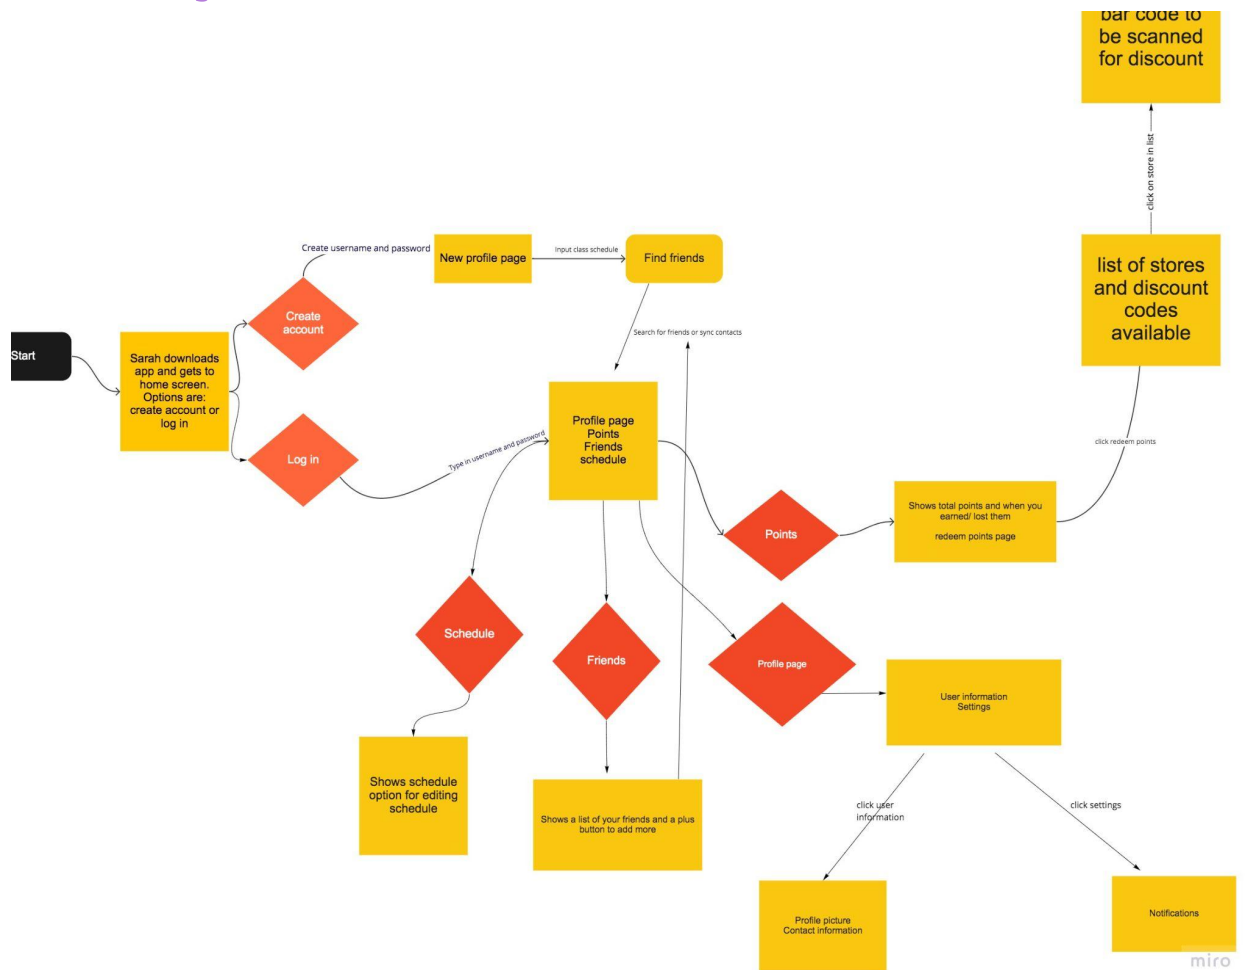 bar code to
be scanned
for discount
click on store in list
Create username and password
New profile page
Input class schedule
Find friends
list of stores
and discount
codes
available
Create
account
Start
Sarah downloads
app and gets to
home screen.
Options are:
create account or
log in
Search for friends or sync contacts
Log in
Type in username and password
Profile page
Points
Friends
schedule
click redeem points
Points
Shows total points and when you
earned/ lost them
redeem points page
Schedule
Friends
Profile page
User information
Settings
Shows schedule
option for editing
schedule
Shows a list of your friends and a plus
button to add more
click user
information
click settings
Profile picture
Contact information
Notifications
miro